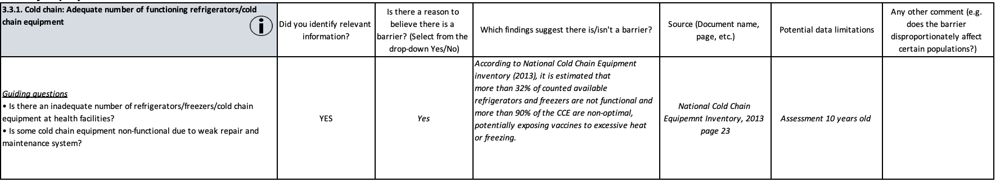 3.3.1. Cold chain: Adequate number of functioning refrigerators/cold
chain equipment
i
Did you identify relevant
information?
Is there a reason to
believe there is a
barrier? (Select from the
drop-down Yes/No)
Which findings suggest there is/isn't a barrier?
Source (Document name,
page, etc.)
Potential data limitations
Any other comment (e.g.
does the barrier
disproportionately affect
certain populations?)
Guiding questions
• Is there an inadequate number of refrigerators/freezers/cold chain
equipment at health facilities?
• Is some cold chain equipment non-functional due to weak repair and
maintenance system?
YES
Yes
According to National Cold Chain Equipment
inventory (2013), it is estimated that
more than 32% of counted available
refrigerators and freezers are not functional and
more than 90% of the CCE are non-optimal,
potentially exposing vaccines to excessive heat
or freezing.
National Cold Chain
Equipemnt Inventory, 2013
page 23
Assessment 10 years old